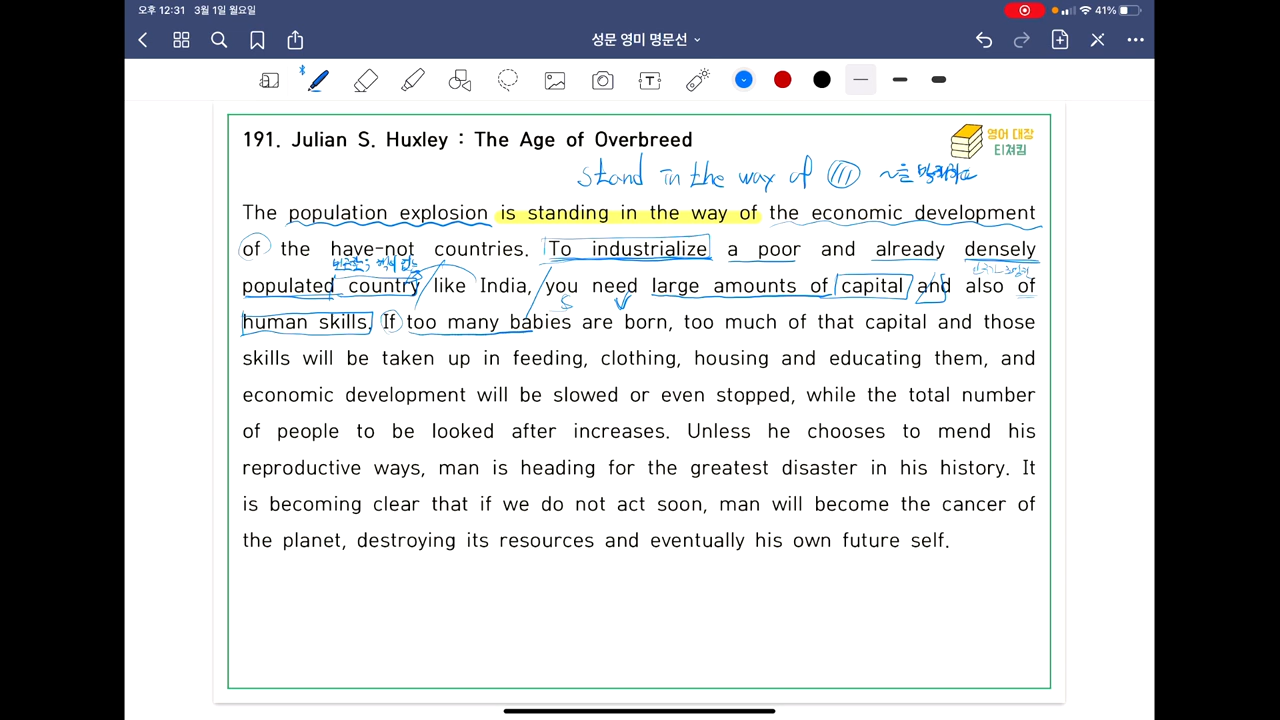 오후 12:31 3월 1일 월요일
41%
성문 영미 명문선
191. Julian S. Huxley : The Age of Overbreed
영어 대장
티쳐킴
stand in the way of
The population explosion is standing in the way of the economic development
of the have-not countries. To industrialize a poor and already densely
populated country like India, you need large amounts of capital and also of
S V
human skills. If too many babies are born, too much of that capital and those
skills will be taken up in feeding, clothing, housing and educating them, and
economic development will be slowed or even stopped, while the total number
of people to be looked after increases. Unless he chooses to mend his
reproductive ways, man is heading for the greatest disaster in his history. It
is becoming clear that if we do not act soon, man will become the cancer of
the planet, destroying its resources and eventually his own future self.